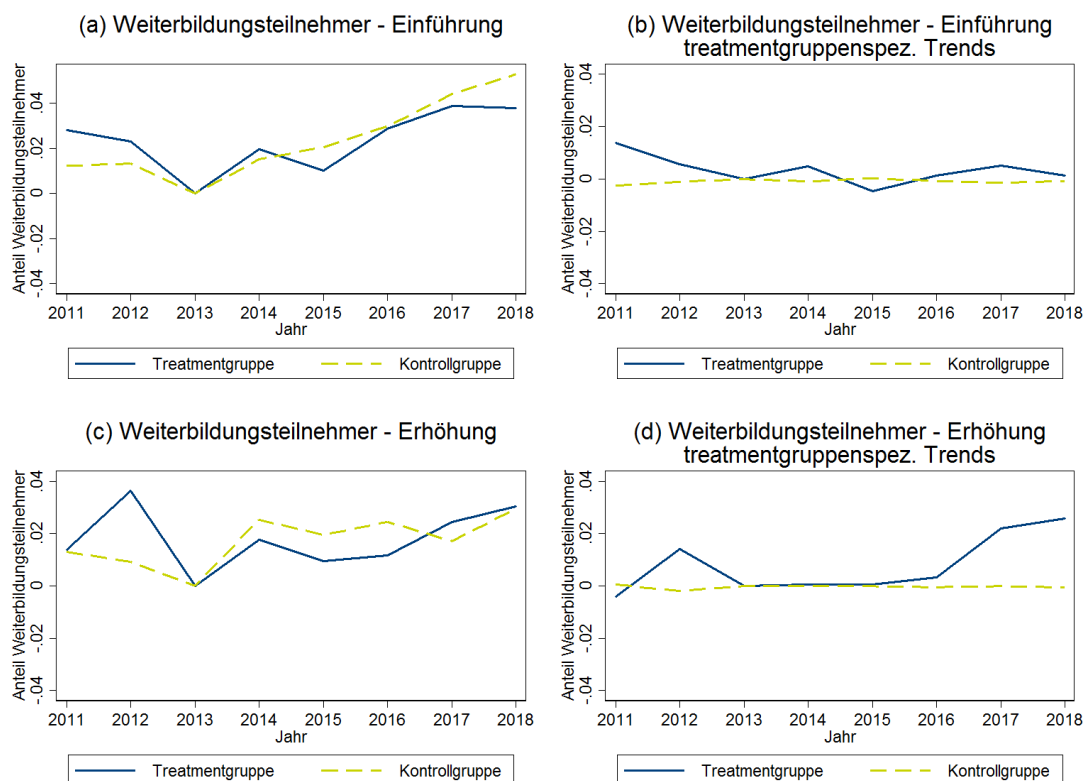 (a) Weiterbildungsteilnehmer - Einführung
Anteil Weiterbildungsteilnehmer
.04
.02
0
-.02
-.04
2011 2012 2013 2014 2015 2016 2017 2018
Jahr
Treatmentgruppe Kontrollgruppe
(b) Weiterbildungsteilnehmer - Einführung
treatmentgruppenspez. Trends
Anteil Weiterbildungsteilnehmer
.04
.02
0
-.02
-.04
2011 2012 2013 2014 2015 2016 2017 2018
Jahr
Treatmentgruppe Kontrollgruppe
(c) Weiterbildungsteilnehmer - Erhöhung
Anteil Weiterbildungsteilnehmer
.04
.02
0
-.02
-.04
2011 2012 2013 2014 2015 2016 2017 2018
Jahr
Treatmentgruppe Kontrollgruppe
(d) Weiterbildungsteilnehmer - Erhöhung
treatmentgruppenspez. Trends
Anteil Weiterbildungsteilnehmer
.04
.02
0
-.02
-.04
2011 2012 2013 2014 2015 2016 2017 2018
Jahr
Treatmentgruppe Kontrollgruppe